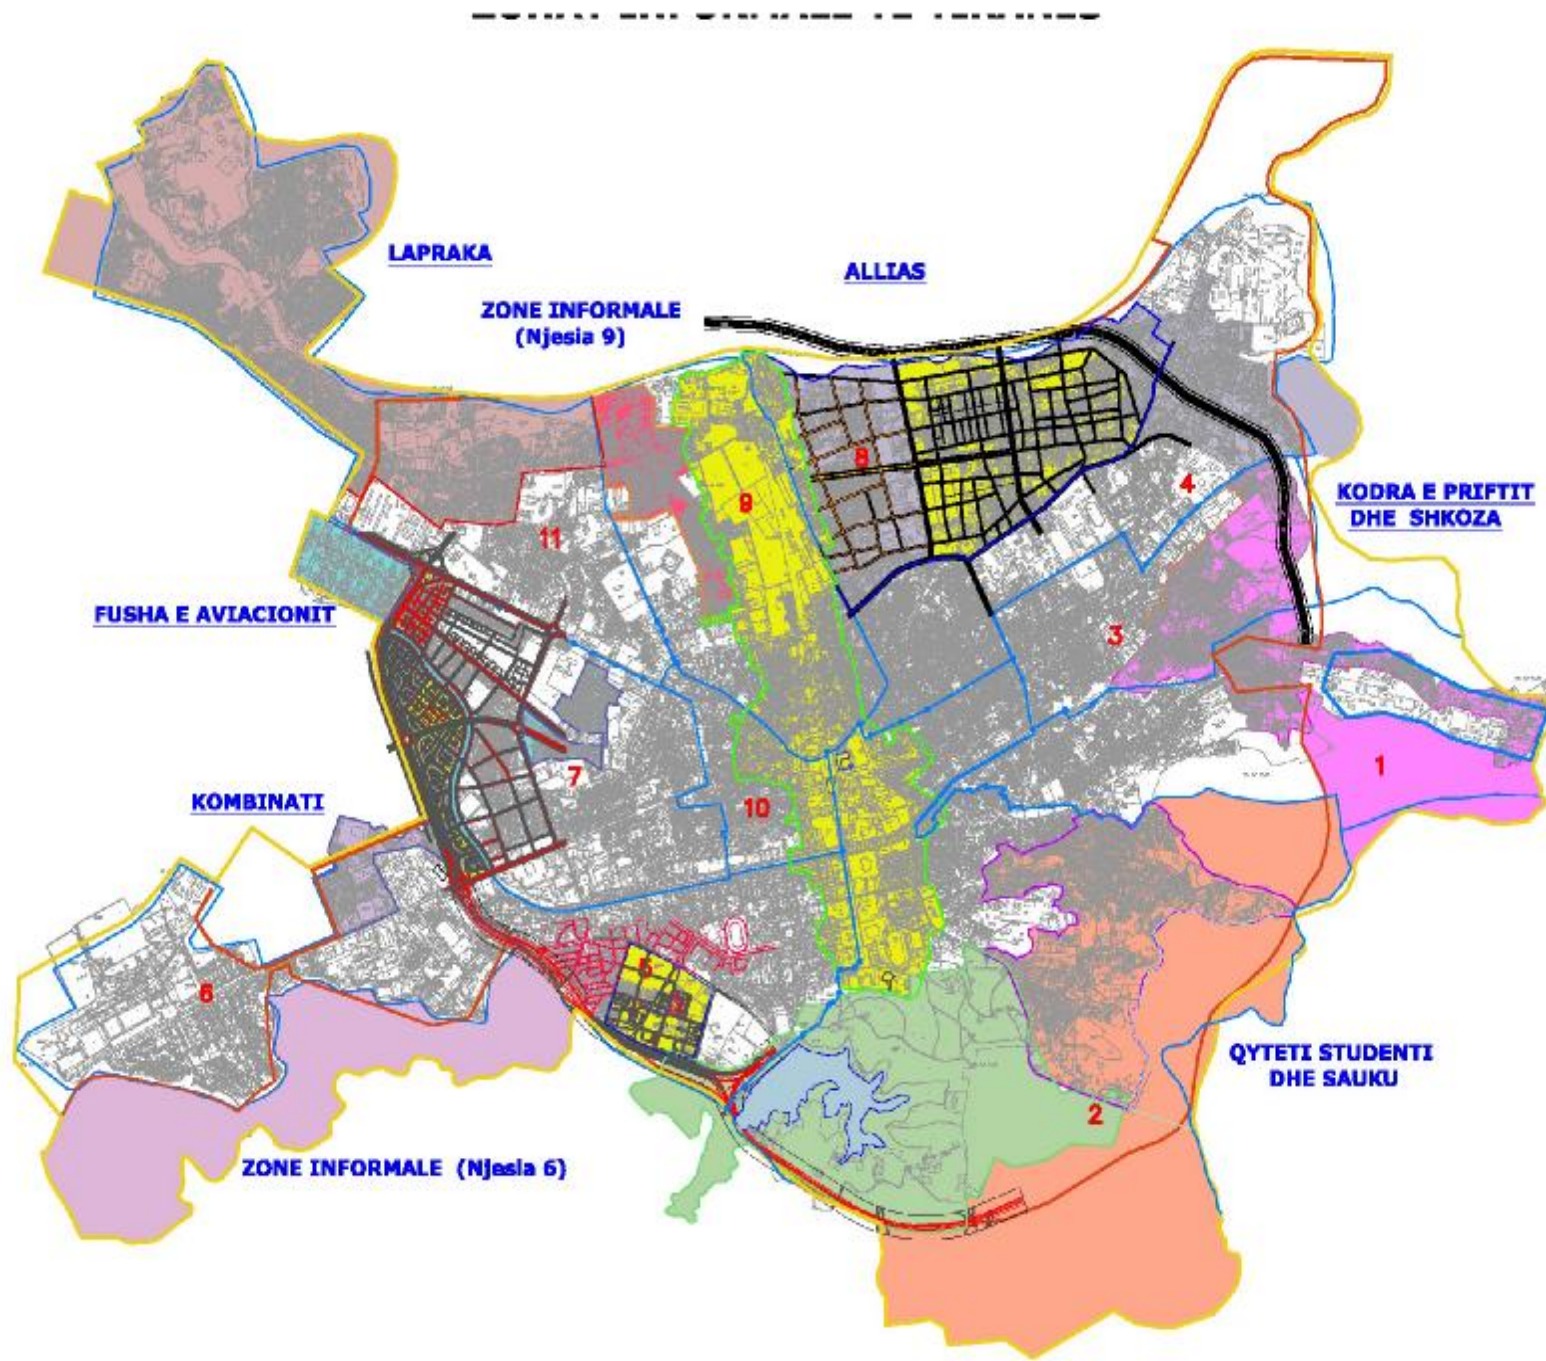 LAPRAKA
ALLIAS
ZONE INFORMALE
(Njesia 9)
8
9
4
KODRA E PRIFTIT
DHE SHKOZA
11
FUSHA E AVIACIONIT
3
1
7
KOMBINATI
10
5
6
QYTETI STUDENTI
DHE SAUKU
2
ZONE INFORMALE (Njesia 6)